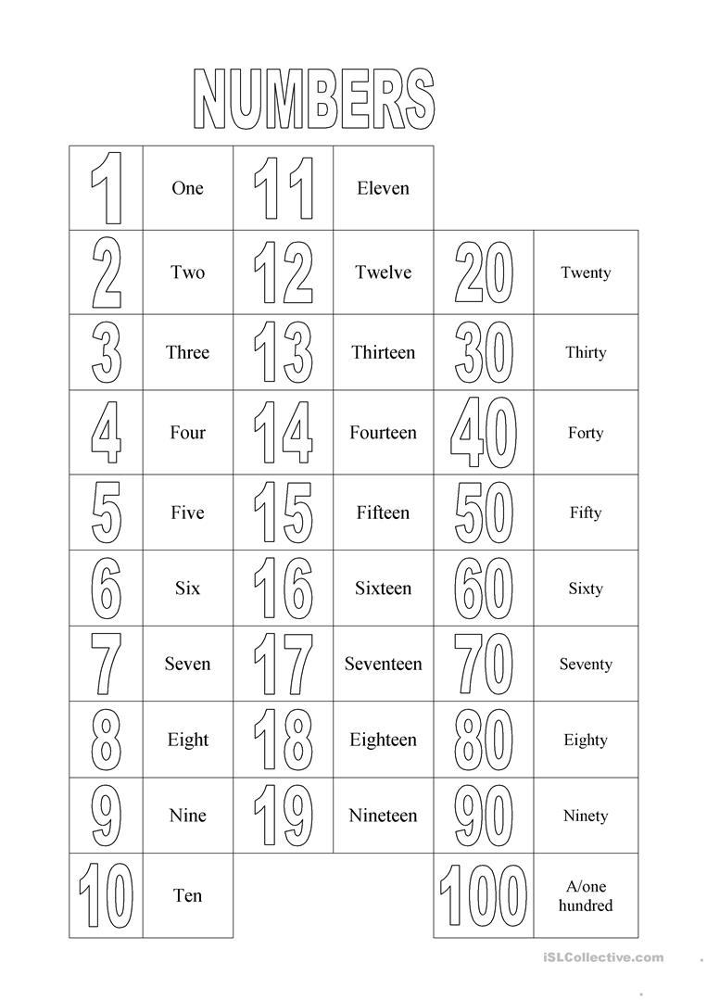 NUMBERS
1 One 11 Eleven
2 Two 12 Twelve 20 Twenty
3 Three 13 Thirteen 30 Thirty
4 Four 14 Fourteen 40 Forty
5 Five 15 Fifteen 50 Fifty
6 Six 16 Sixteen 60 Sixty
7 Seven 17 Seventeen 70 Seventy
8 Eight 18 Eighteen 80 Eighty
9 Nine 19 Nineteen 90 Ninety
10 Ten 100 A/one
hundred
iSLCollective.com